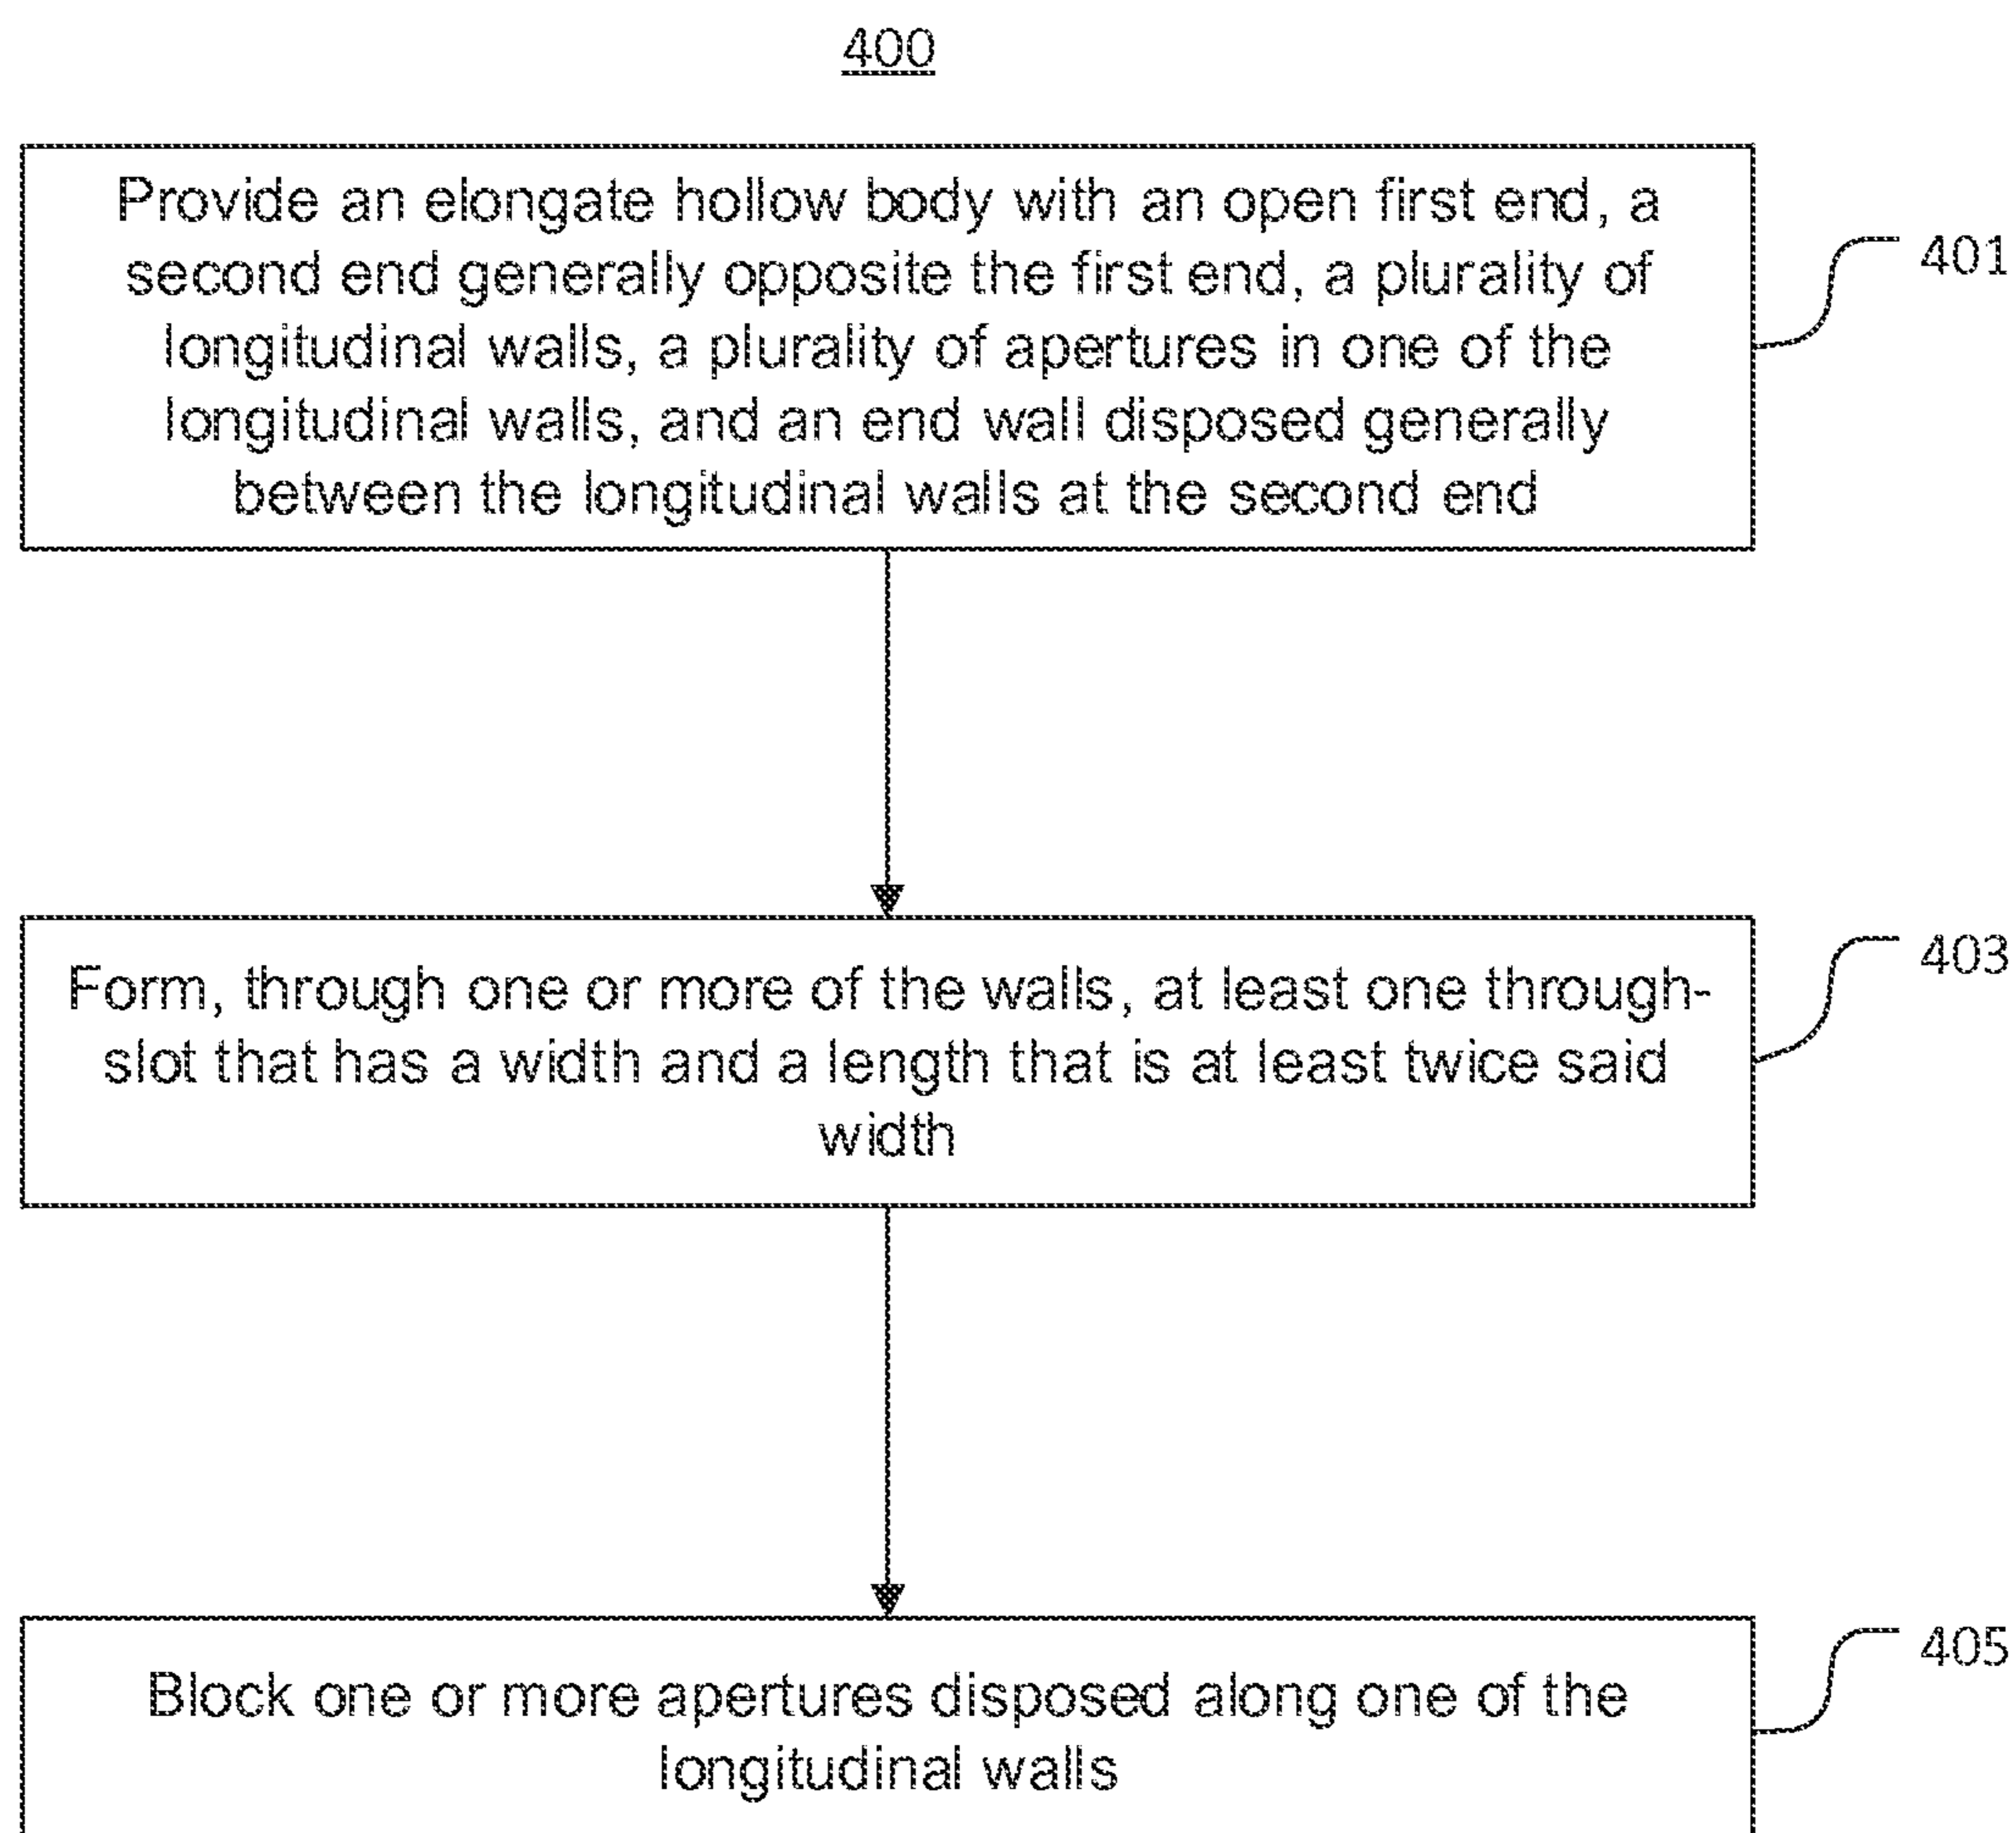 400
Provide an elongate hollow body with an open first end, a
second end generally opposite the first end, a plurality of
longitudinal walls, a plurality of apertures in one of the
longitudinal walls, and an end wall disposed generally
between the longitudinal walls at the second end
401
Form, through one or more of the walls, at least one through-
slot that has a width and a length that is at least twice said
width
403
Block one or more apertures disposed along one of the
longitudinal walls
405